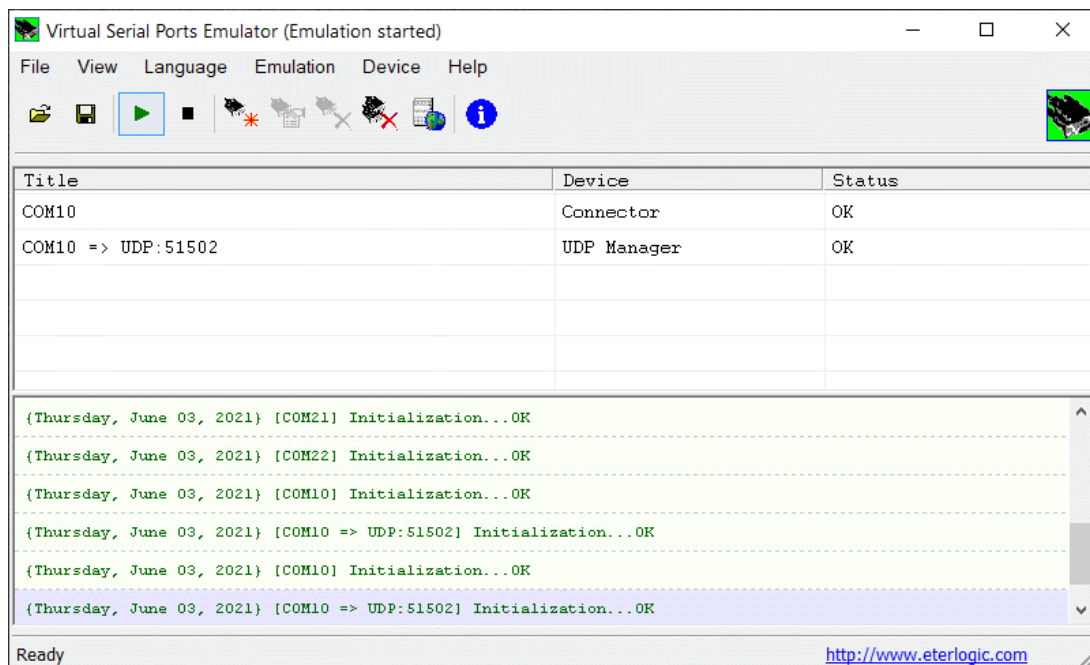 Virtual Serial Ports Emulator (Emulation started)
File View Language Emulation Device Help
Title Device Status
COM10 Connector OK
COM10 => UDP:51502 UDP Manager OK
{Thursday, June 03, 2021} [COM21] Initialization...OK
{Thursday, June 03, 2021} [COM22] Initialization...OK
{Thursday, June 03, 2021} [COM10] Initialization...OK
{Thursday, June 03, 2021} [COM10 => UDP:51502] Initialization...OK
{Thursday, June 03, 2021} [COM10] Initialization...OK
{Thursday, June 03, 2021} [COM10 => UDP:51502] Initialization...OK
Ready http://www.eterlogic.com